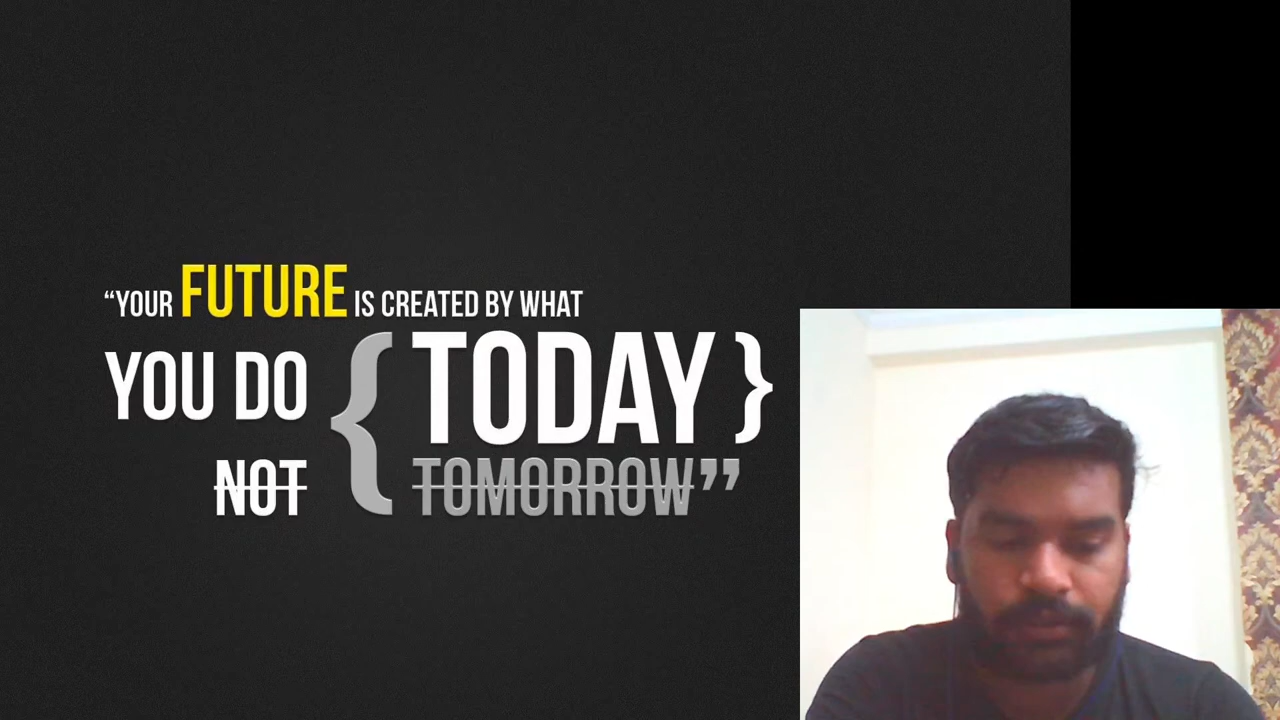 “YOUR FUTURE IS CREATED BY WHAT
YOU DO { TODAY }
NOT TOMORROW”